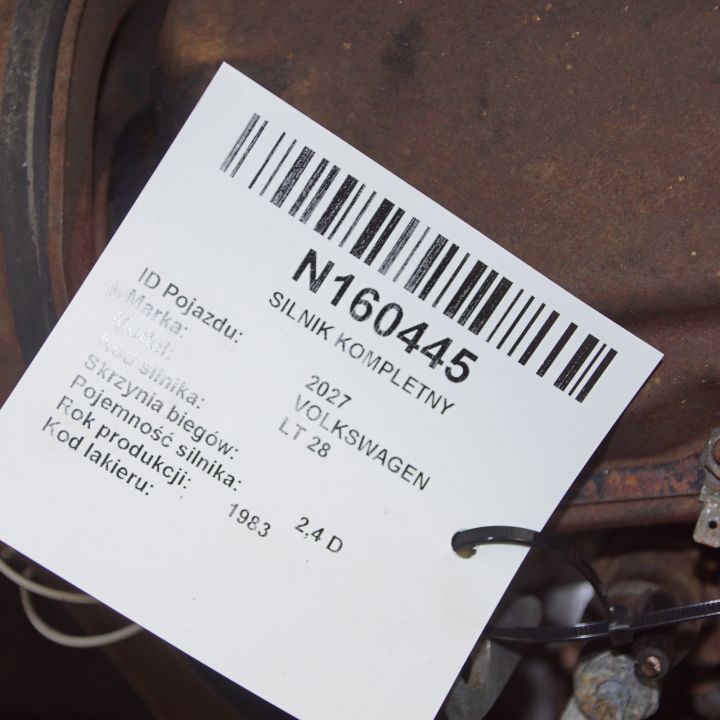 N160445
SILNIK KOMPLETNY
ID Pojazdu: 2027
Marka: VOLKSWAGEN
Model: LT 28
Kod silnika:
Skrzynia biegów:
Pojemność silnika: 2,4 D
Rok produkcji: 1983
Kod lakieru: